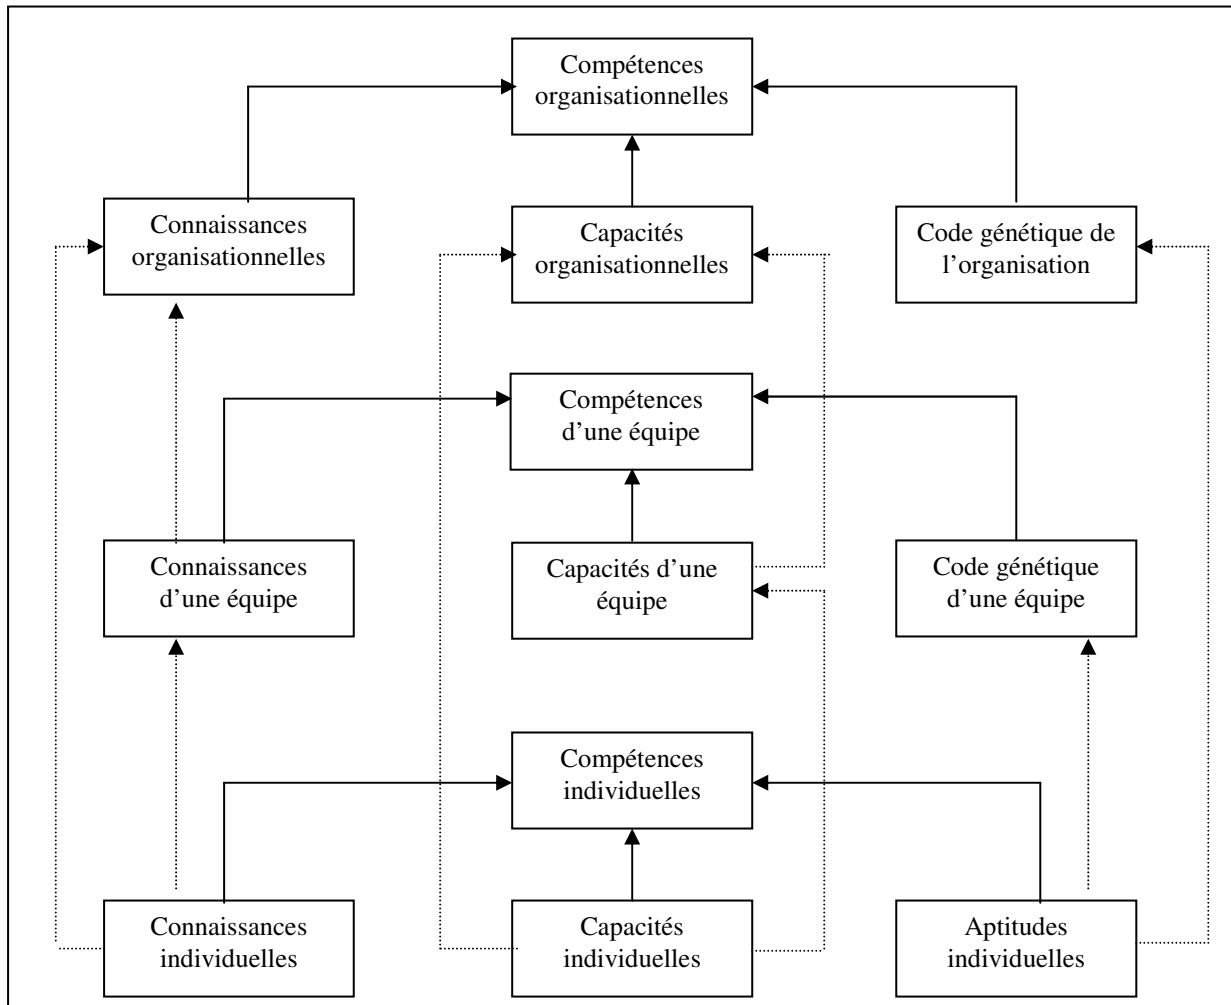 Compétences
organisationnelles
Connaissances
organisationnelles
Capacités
organisationnelles
Code génétique de
l’organisation
Compétences
d’une équipe
Connaissances
d’une équipe
Capacités d’une
équipe
Code génétique
d’une équipe
Compétences
individuelles
Connaissances
individuelles
Capacités
individuelles
Aptitudes
individuelles